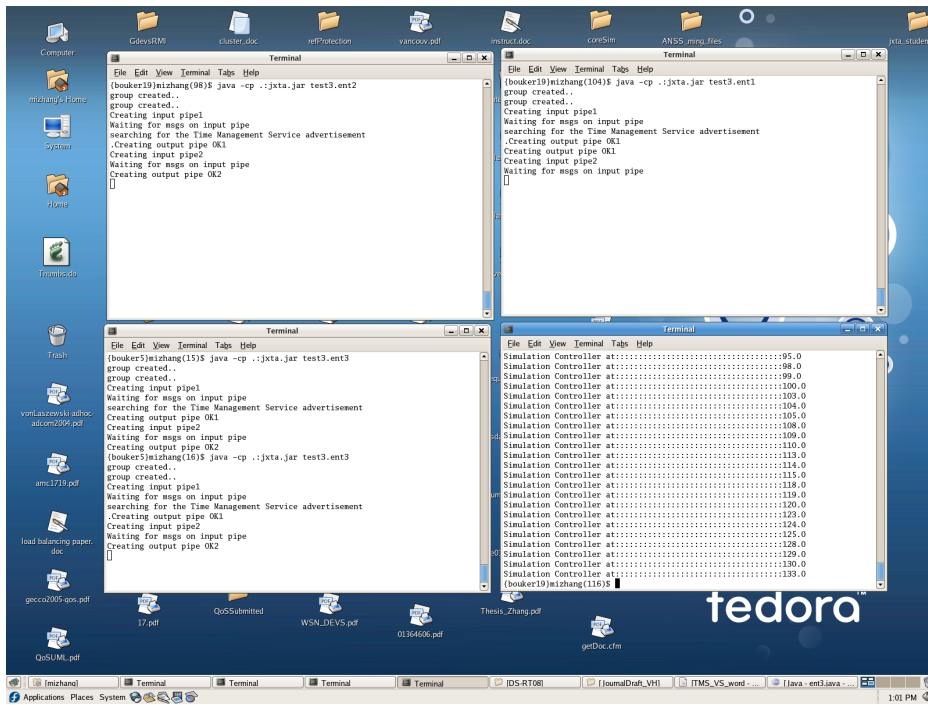 Computer
GdevsRMI
cluster_doc
refProtection
vancouv.pdf
instruct.doc
coreSim
ANSS_ming_files
jxta_studen
mizhang's Home
System
Home
Thumbs.db
Trash
vonLaszewski-adhoc-
adcom2004.pdf
amc1719.pdf
load balancing paper.
doc
gecco2005-qos.pdf
QoSUML.pdf
Terminal
File Edit View Terminal Tabs Help
{bouker19}mizhang(98)$ java -cp .:jxta.jar test3.ent2
group created..
group created..
Creating input pipe1
Waiting for msgs on input pipe
searching for the Time Management Service advertisement
.Creating output pipe OK1
Creating input pipe2
Waiting for msgs on input pipe
Creating output pipe OK2
Terminal
File Edit View Terminal Tabs Help
{bouker19}mizhang(104)$ java -cp .:jxta.jar test3.ent1
group created..
group created..
Creating input pipe1
Waiting for msgs on input pipe
searching for the Time Management Service advertisement
.Creating output pipe OK1
Creating output pipe OK1
Creating input pipe2
Waiting for msgs on input pipe
Terminal
File Edit View Terminal Tabs Help
{bouker5}mizhang(15)$ java -cp .:jxta.jar test3.ent3
group created..
group created..
Creating input pipe1
Waiting for msgs on input pipe
searching for the Time Management Service advertisement
Creating output pipe OK1
Creating input pipe2
Waiting for msgs on input pipe
Creating output pipe OK2
{bouker5}mizhang(16)$ java -cp .:jxta.jar test3.ent3
group created..
group created..
Creating input pipe1
Waiting for msgs on input pipe
searching for the Time Management Service advertisement
.Creating output pipe OK1
Creating input pipe2
Waiting for msgs on input pipe
Creating output pipe OK2
Terminal
File Edit View Terminal Tabs Help
Simulation Controller at:::::::::::::::::::::::::::::::::::95.0
Simulation Controller at:::::::::::::::::::::::::::::::::::98.0
Simulation Controller at:::::::::::::::::::::::::::::::::::99.0
Simulation Controller at:::::::::::::::::::::::::::::::::::100.0
Simulation Controller at:::::::::::::::::::::::::::::::::::103.0
Simulation Controller at:::::::::::::::::::::::::::::::::::104.0
Simulation Controller at:::::::::::::::::::::::::::::::::::105.0
Simulation Controller at:::::::::::::::::::::::::::::::::::108.0
Simulation Controller at:::::::::::::::::::::::::::::::::::109.0
Simulation Controller at:::::::::::::::::::::::::::::::::::110.0
Simulation Controller at:::::::::::::::::::::::::::::::::::113.0
Simulation Controller at:::::::::::::::::::::::::::::::::::114.0
Simulation Controller at:::::::::::::::::::::::::::::::::::115.0
Simulation Controller at:::::::::::::::::::::::::::::::::::118.0
Simulation Controller at:::::::::::::::::::::::::::::::::::119.0
Simulation Controller at:::::::::::::::::::::::::::::::::::120.0
Simulation Controller at:::::::::::::::::::::::::::::::::::123.0
Simulation Controller at:::::::::::::::::::::::::::::::::::124.0
Simulation Controller at:::::::::::::::::::::::::::::::::::125.0
Simulation Controller at:::::::::::::::::::::::::::::::::::128.0
Simulation Controller at:::::::::::::::::::::::::::::::::::129.0
Simulation Controller at:::::::::::::::::::::::::::::::::::130.0
Simulation Controller at:::::::::::::::::::::::::::::::::::133.0
{bouker19}mizhang(116)$
17.pdf
QoSSubmitted
WSN_DEVS.pdf
01364606.pdf
Thesis_Zhang.pdf
getDoc.cfm
fedora™
[mizhang]
Terminal
Terminal
Terminal
Terminal
[DS-RT08]
[JournalDraft_VH]
[TMS_VS_word - ...
[Java - ent3.java - ...
Applications Places System
1:01 PM